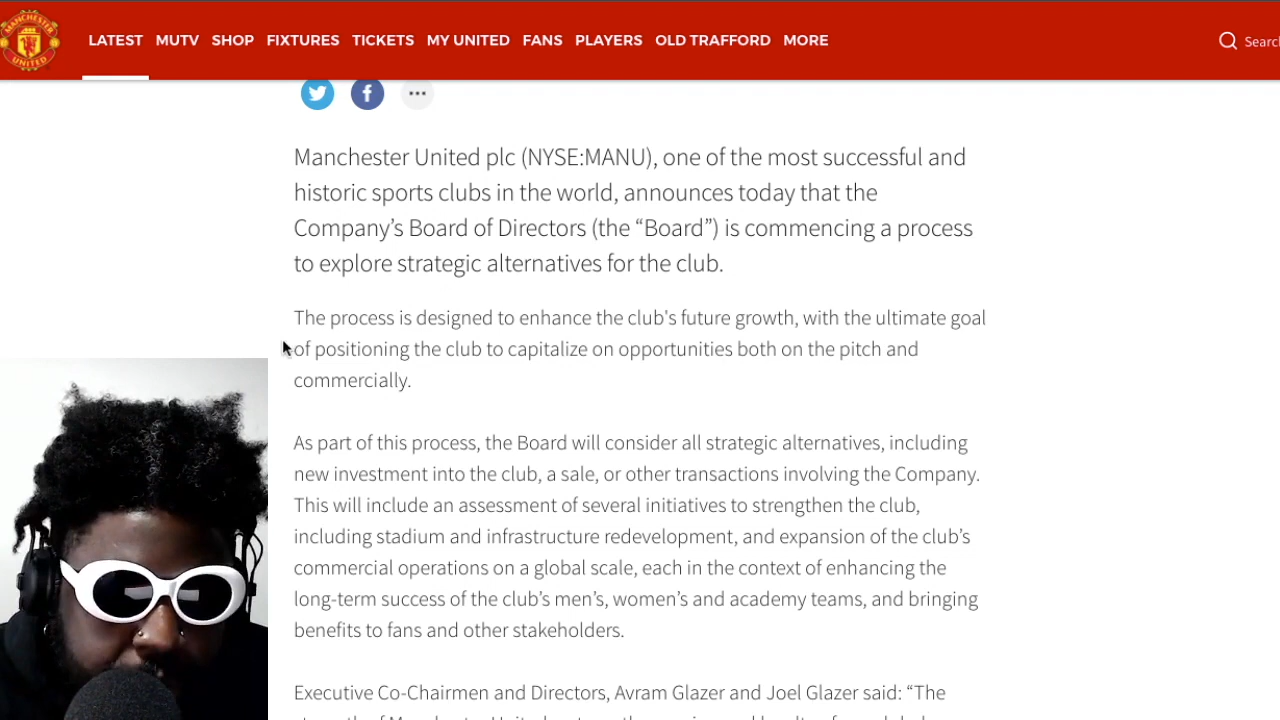 MANCHESTER
UNITED
LATEST MUTV SHOP FIXTURES TICKETS MY UNITED FANS PLAYERS OLD TRAFFORD MORE
Manchester United plc (NYSE:MANU), one of the most successful and
historic sports clubs in the world, announces today that the
Company’s Board of Directors (the “Board”) is commencing a process
to explore strategic alternatives for the club.
The process is designed to enhance the club's future growth, with the ultimate goal
of positioning the club to capitalize on opportunities both on the pitch and
commercially.
As part of this process, the Board will consider all strategic alternatives, including
new investment into the club, a sale, or other transactions involving the Company.
This will include an assessment of several initiatives to strengthen the club,
including stadium and infrastructure redevelopment, and expansion of the club’s
commercial operations on a global scale, each in the context of enhancing the
long-term success of the club’s men’s, women’s and academy teams, and bringing
benefits to fans and other stakeholders.
Executive Co-Chairmen and Directors, Avram Glazer and Joel Glazer said: “The